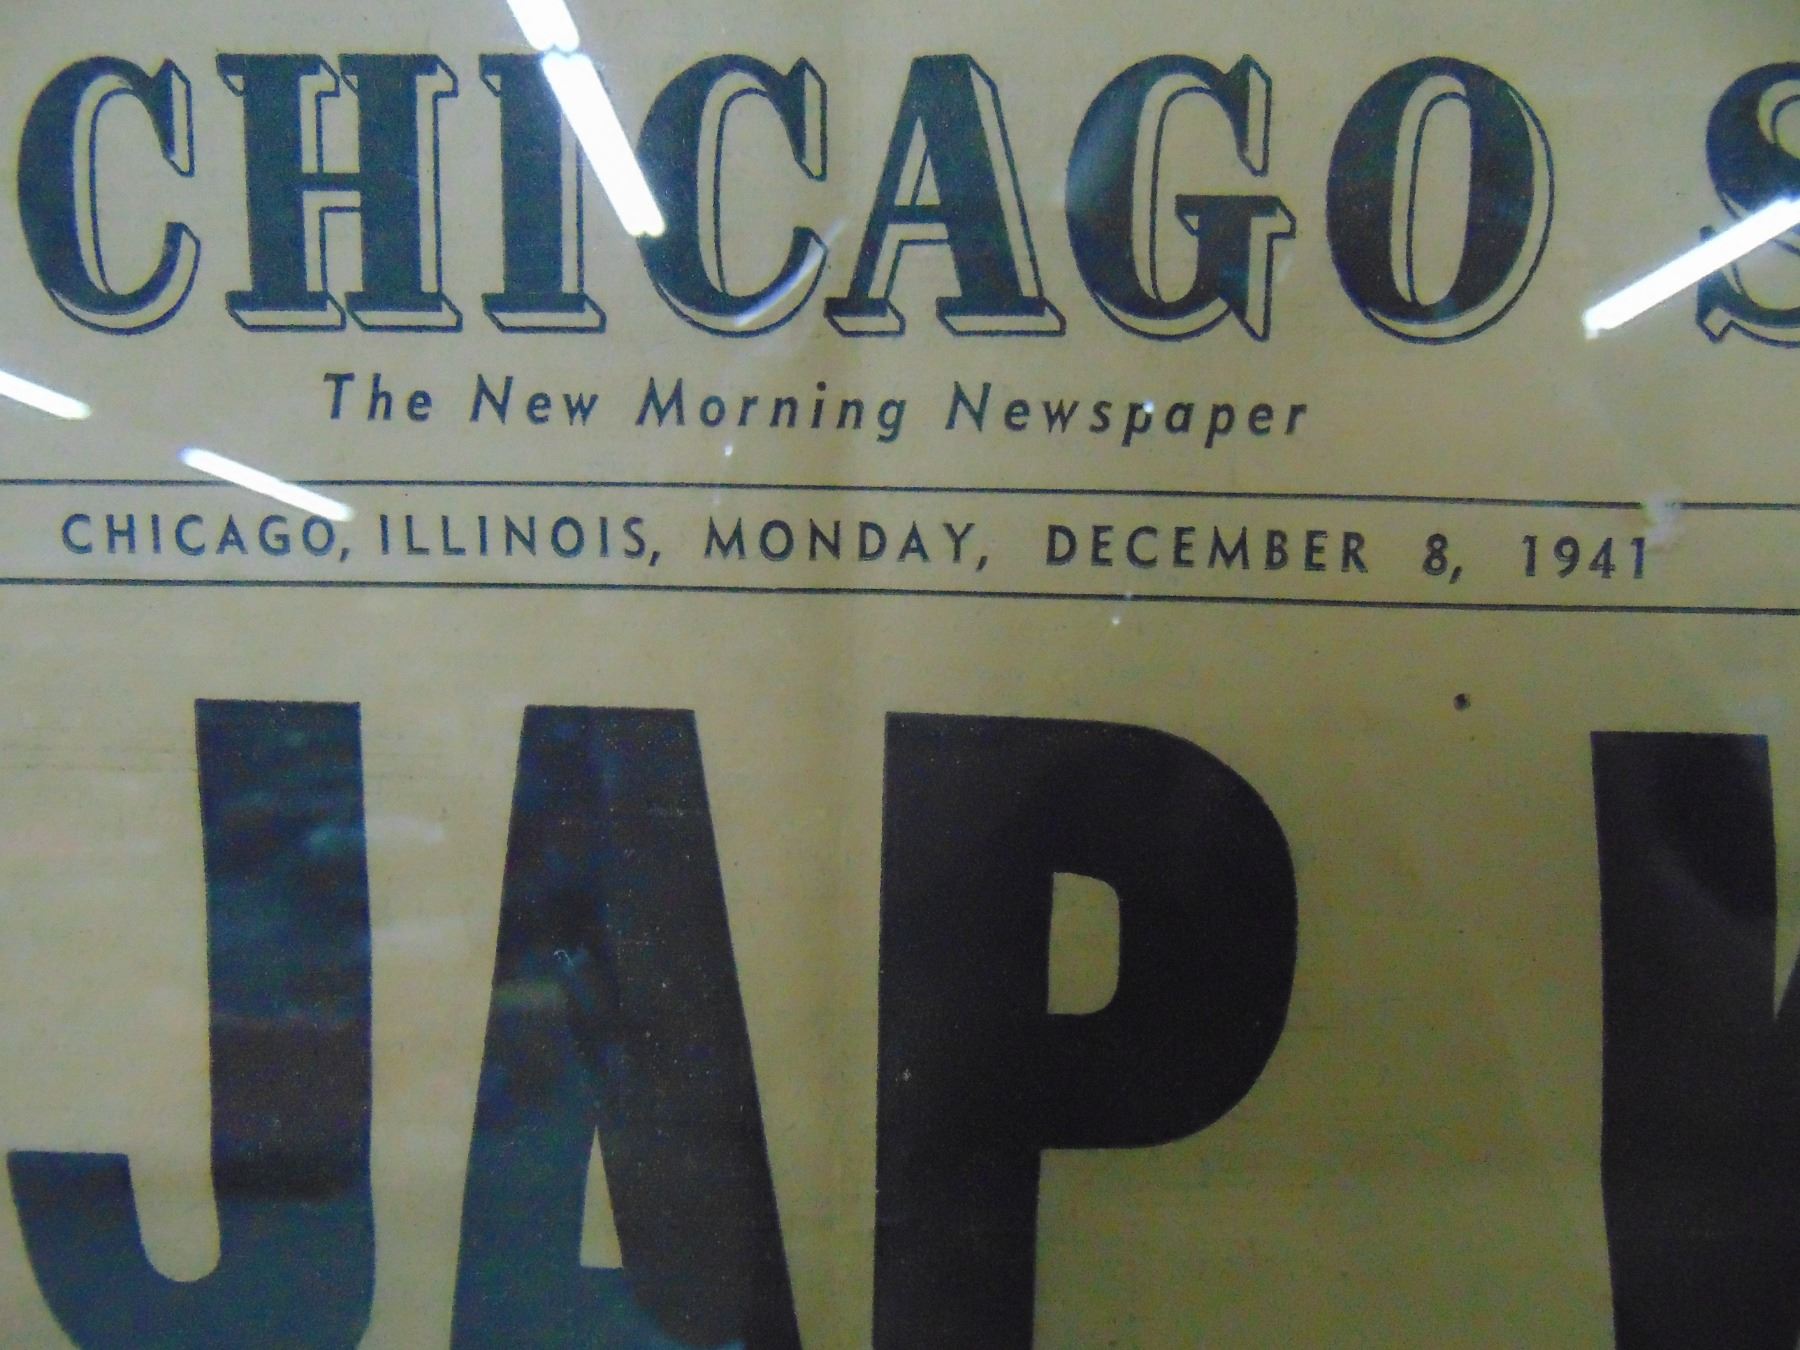 CHICAGO S
The New Morning Newspaper
CHICAGO, ILLINOIS, MONDAY, DECEMBER 8, 1941
JAP